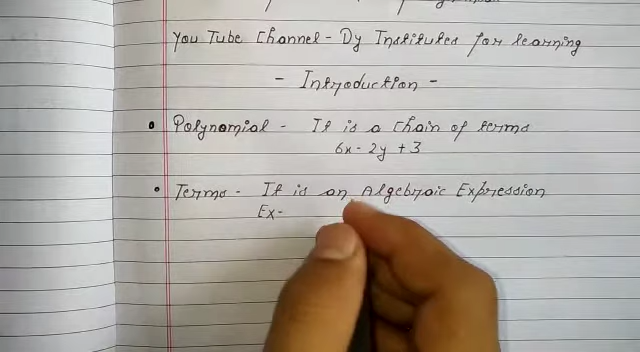 You Tube Channel - Dy Institutes for learning
- Introduction -
• Polynomial - It is a Chain of terms
6x - 2y + 3
• Terms - It is an Algebraic Expression
Ex-